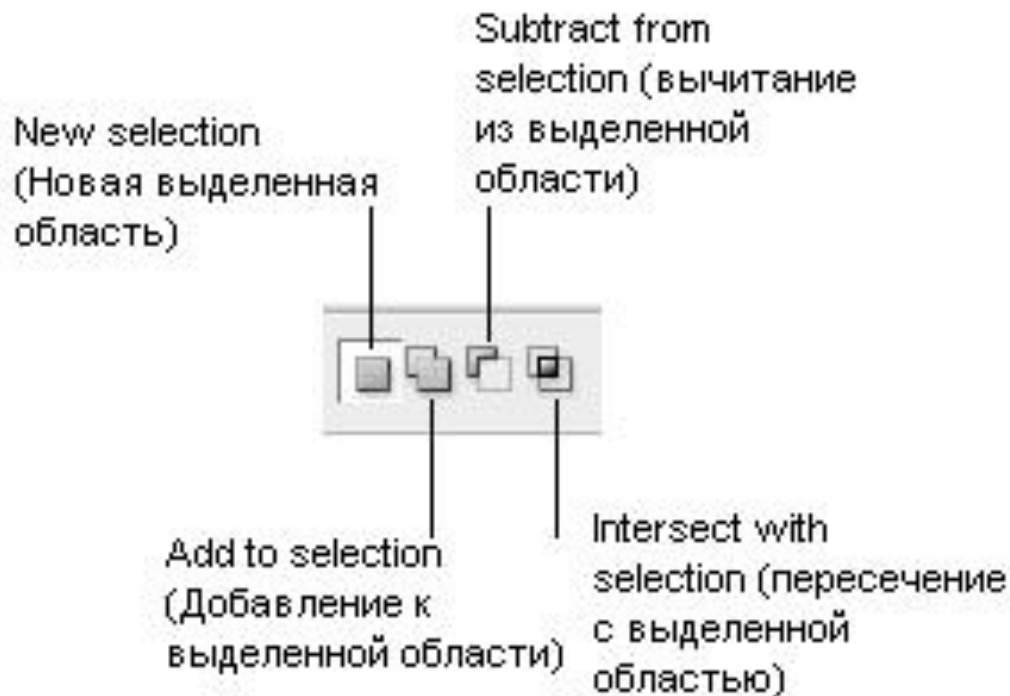 Subtract from
selection (вычитание
из выделенной
области)
New selection
(Новая выделенная
область)
Add to selection
(Добавление к
выделенной области)
Intersect with
selection (пересечение
с выделенной
областью)